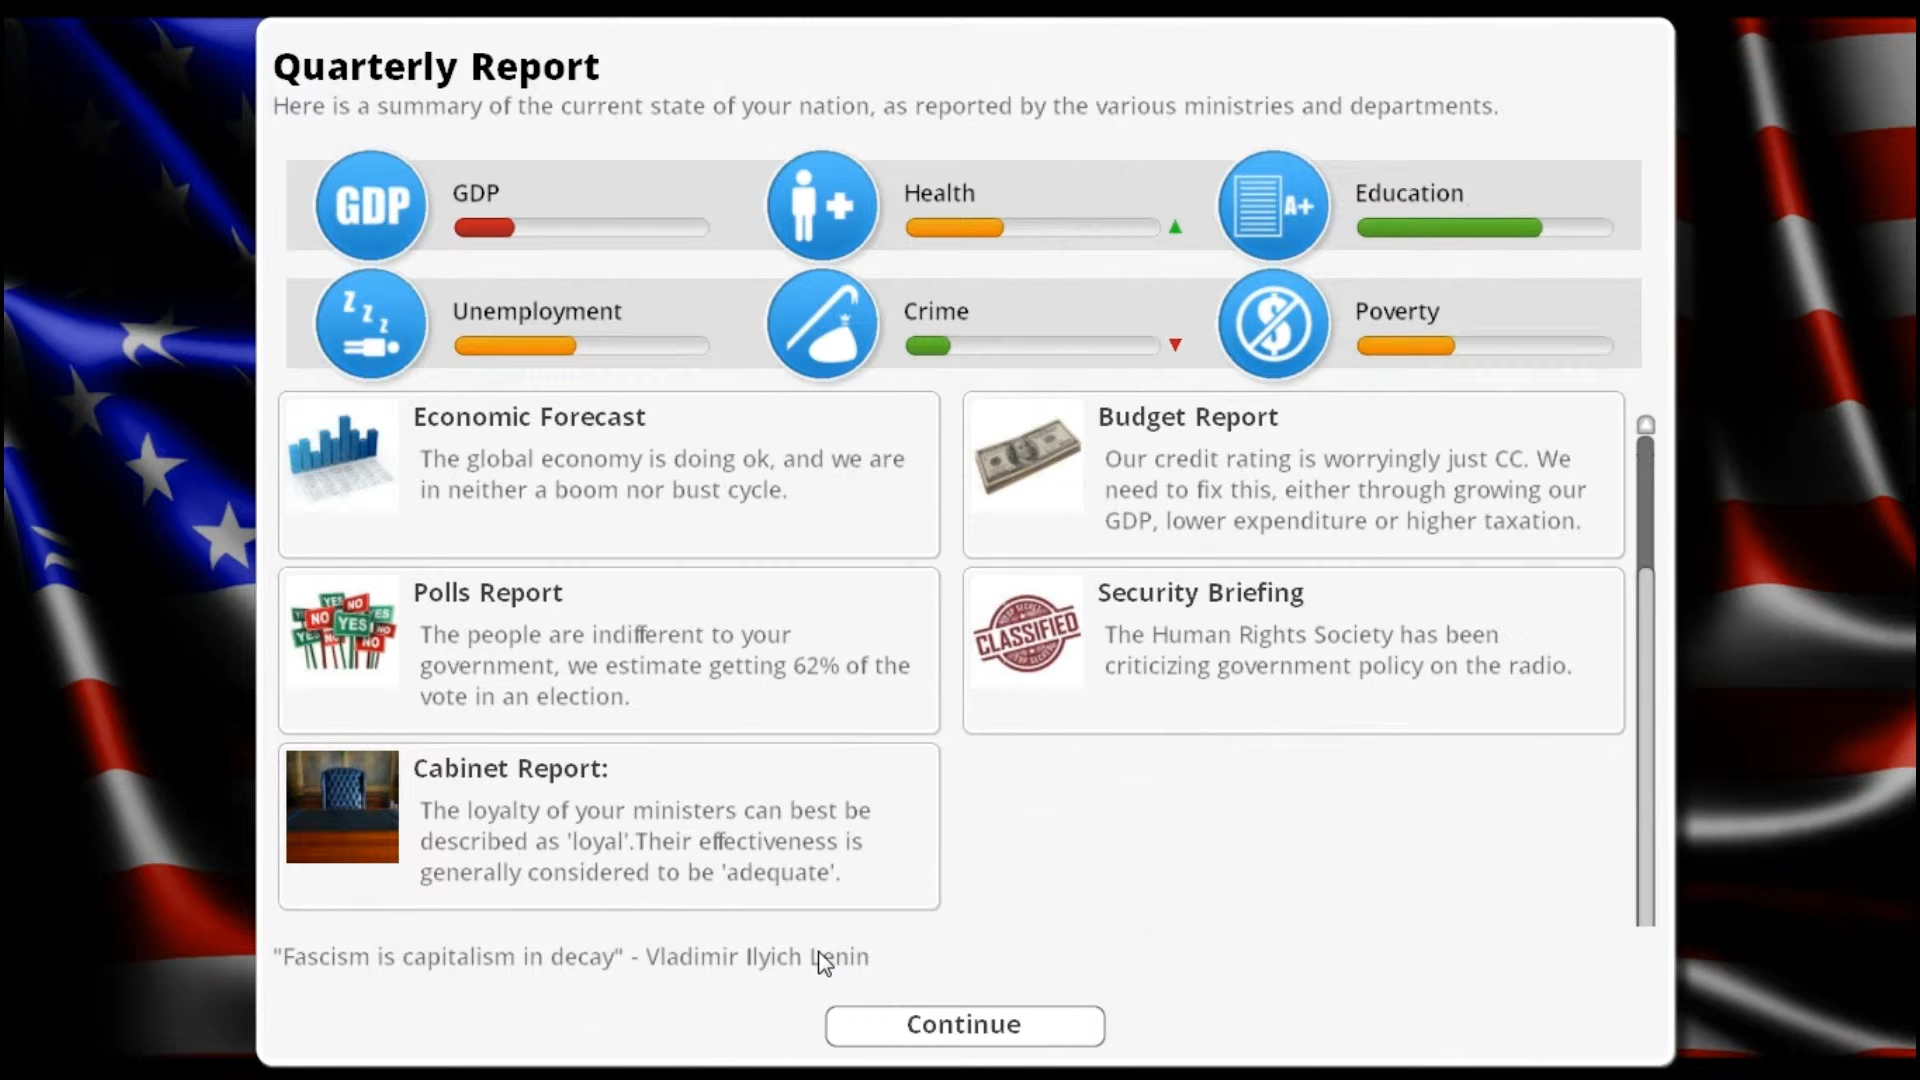 Quarterly Report
Here is a summary of the current state of your nation, as reported by the various ministries and departments.
GDP
GDP
Health
A+
Education
Z
Z
Z
Unemployment
Crime
$
Poverty
Economic Forecast
The global economy is doing ok, and we are
in neither a boom nor bust cycle.
Budget Report
Our credit rating is worryingly just CC. We
need to fix this, either through growing our
GDP, lower expenditure or higher taxation.
Polls Report
YES
NO
NO
YES
NO
The people are indifferent to your
government, we estimate getting 62% of the
vote in an election.
Security Briefing
CLASSIFIED
The Human Rights Society has been
criticizing government policy on the radio.
Cabinet Report:
The loyalty of your ministers can best be
described as 'loyal'.Their effectiveness is
generally considered to be 'adequate'.
"Fascism is capitalism in decay" - Vladimir Ilyich Lenin
Continue